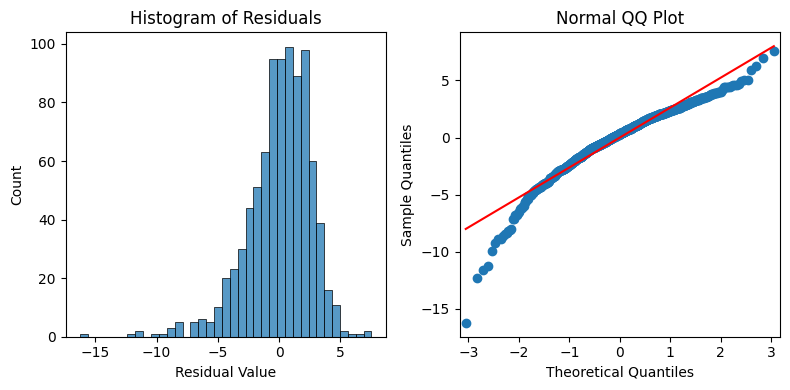 Histogram of Residuals
100
80
60
40
20
0
Count
−15 −10 −5 0 5
Residual Value
Normal QQ Plot
5
0
−5
−10
−15
Sample Quantiles
−3 −2 −1 0 1 2 3
Theoretical Quantiles